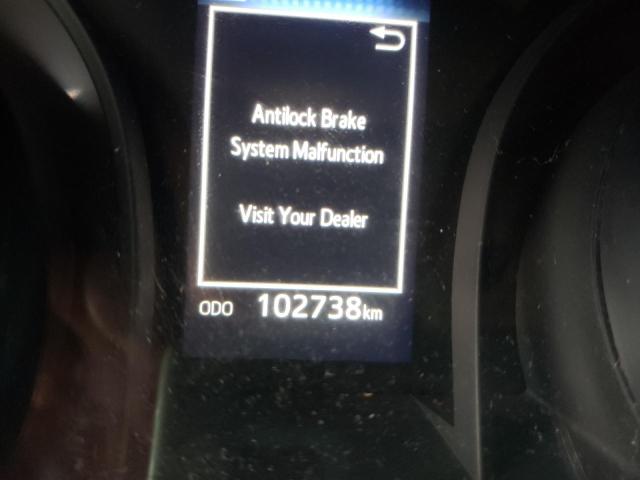 Antilock Brake
System Malfunction
Visit Your Dealer
ODO 102738km